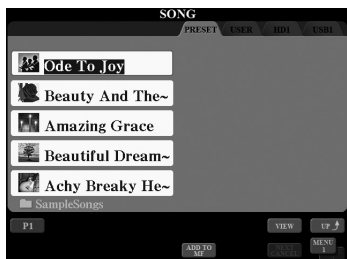 SONG
PRESET USER HD1 USB1
Ode To Joy
Beauty And The~
Amazing Grace
Beautiful Dream~
Achy Breaky He~
SampleSongs
P1 VIEW UP
ADD TO MF NEXT CANCEL MENU 1